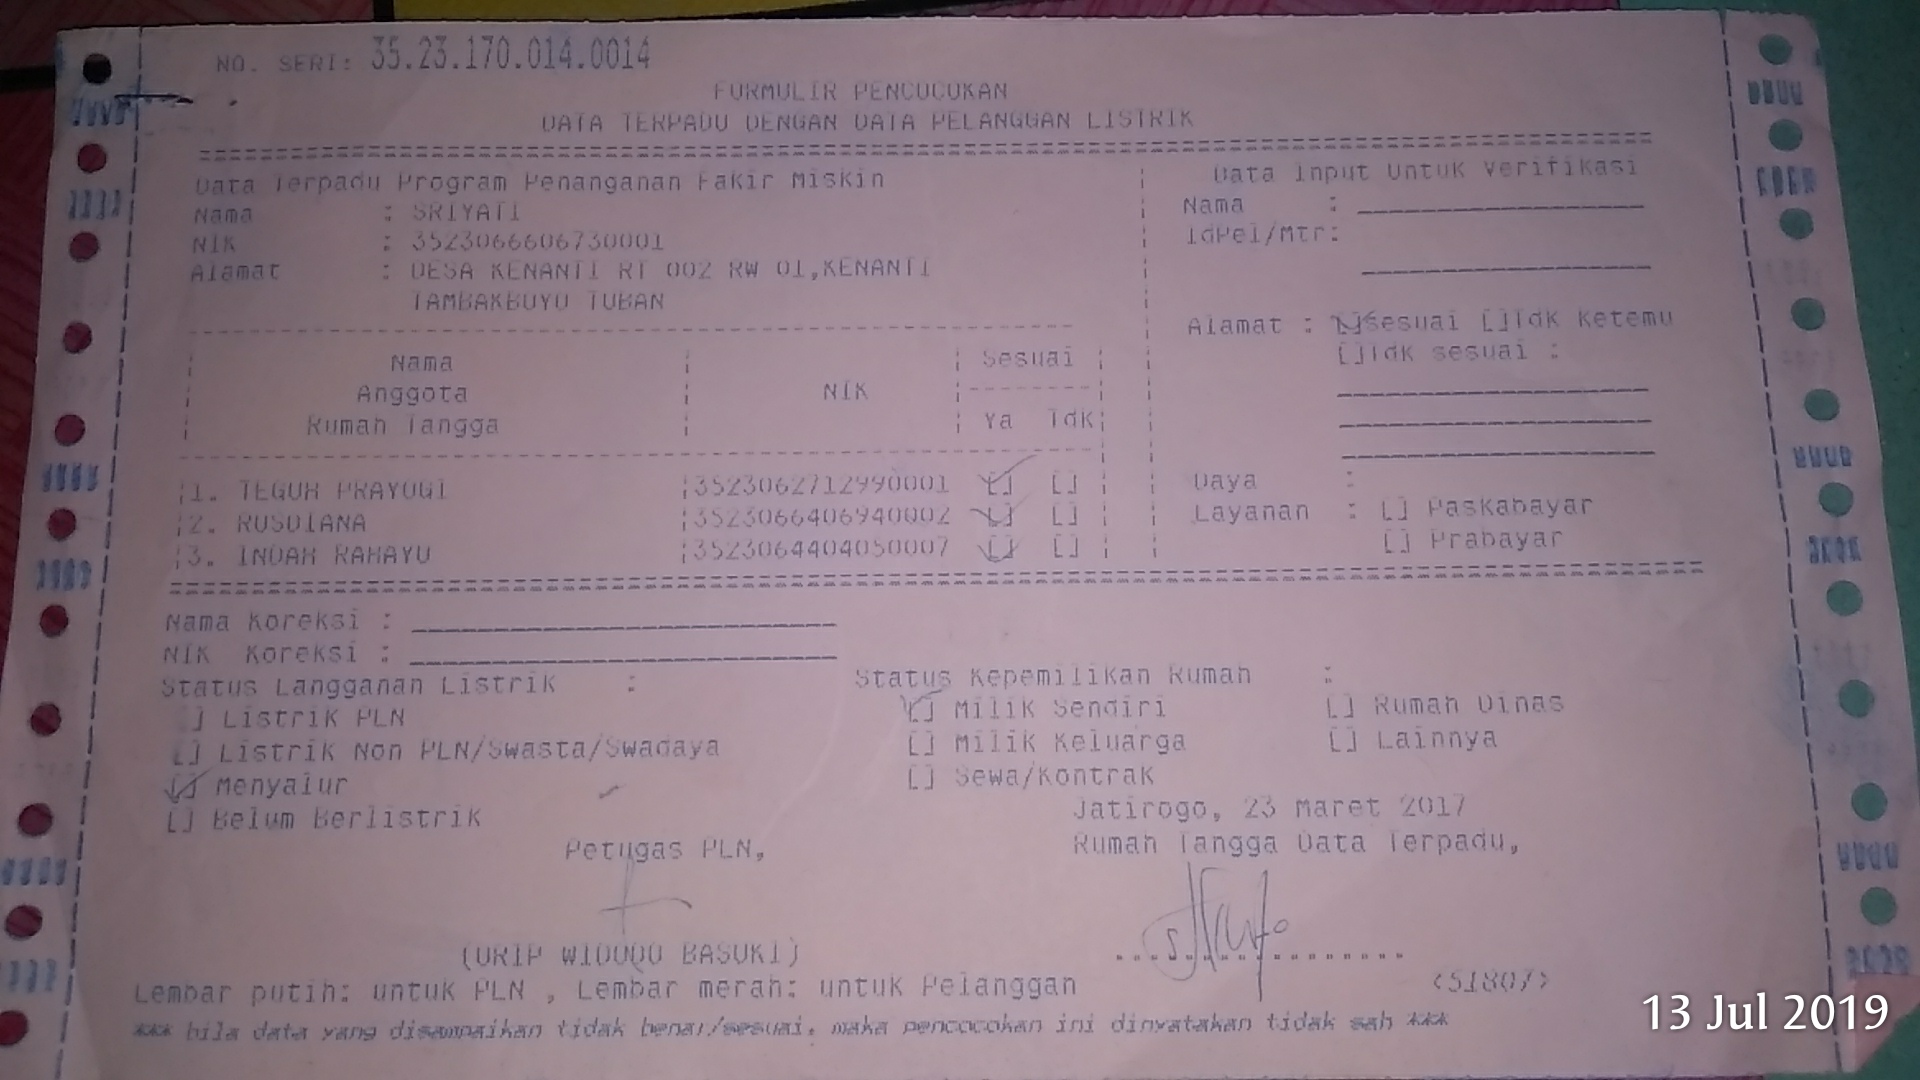 NO. SERI: 35.23.170.014.0014
FORMULIR PENCOCOKAN
DATA TERPADU DENGAN DATA PELANGGAN LISTRIK
Data Terpadu Program Penanganan Fakir Miskin
Nama : SRIYATI
NIK : 3523066606730001
Alamat : DESA KENANTI RT 002 RW 01,KENANTI
TAMBAKBOYO TUBAN
Nama
Anggota
Rumah Tangga
NIK
Sesuai
Ya Tdk
1. TEGUH PRAYOGI 3523062712990001 [] []
2. RUSDIANA 3523066406940002 [] []
3. INDAH RAHAYU 3523064404050007 [] []
Data Input Untuk Verifikasi
Nama :
IdPel/Mtr:
Alamat : []Sesuai []Tdk Ketemu
[]Tdk sesuai :
Daya :
Layanan : [] Paskabayar
[] Prabayar
Nama Koreksi :
NIK Koreksi :
Status Langganan Listrik :
[] Listrik PLN
[] Listrik Non PLN/Swasta/Swadaya
[] Menyalur
[] Belum Berlistrik
Status Kepemilikan Rumah :
[] Milik Sendiri [] Rumah Dinas
[] Milik Keluarga [] Lainnya
[] Sewa/Kontrak
Jatirogo, 23 Maret 2017
Petugas PLN, Rumah Tangga Data Terpadu,
(URIP WIDODO BASUKI)
<51807>
Lembar putih: untuk PLN , Lembar merah: untuk Pelanggan
*** bila data yang disampaikan tidak benar/sesuai, maka pencocokan ini dinyatakan tidak sah ***
13 Jul 2019